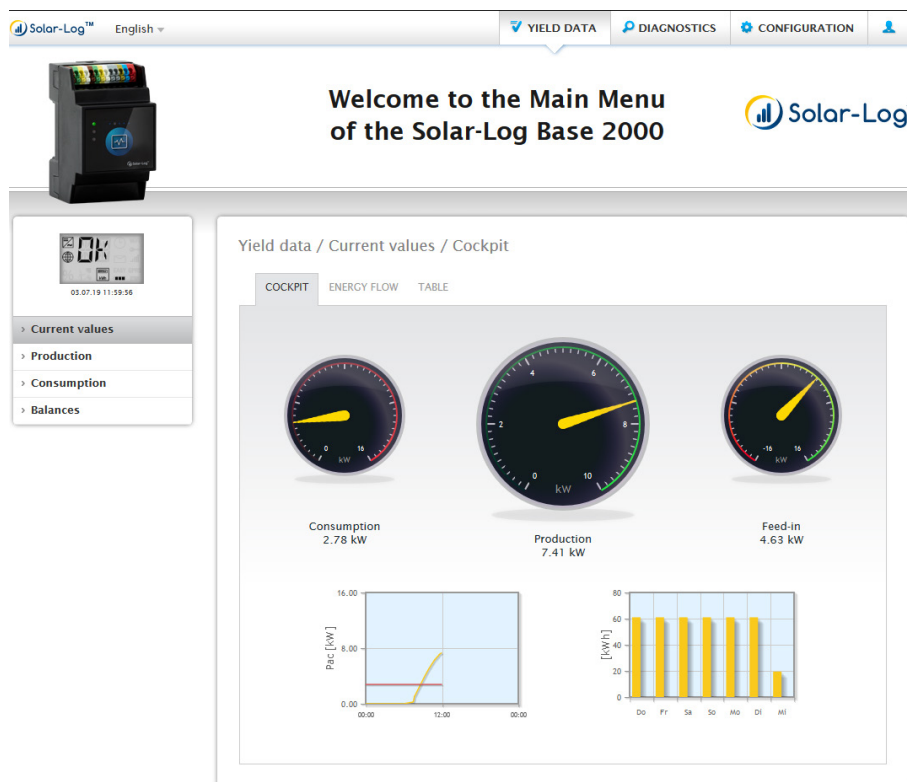 Solar-Log™
English
YIELD DATA
DIAGNOSTICS
CONFIGURATION
Welcome to the Main Menu
of the Solar-Log Base 2000
Solar-Log
OK
03.07.19 11:59:56
Current values
Production
Consumption
Balances
Yield data / Current values / Cockpit
COCKPIT
ENERGY FLOW
TABLE
0 16
kW
Consumption
2.78 kW
4 6
2 8
0 10
kW
Production
7.41 kW
-16 16
kW
Feed-in
4.63 kW
Pac [kW]
16.00
8.00
0.00
00:00 12:00 00:00
[kWh]
80
60
40
20
0
Do Fr Sa So Mo Di Mi